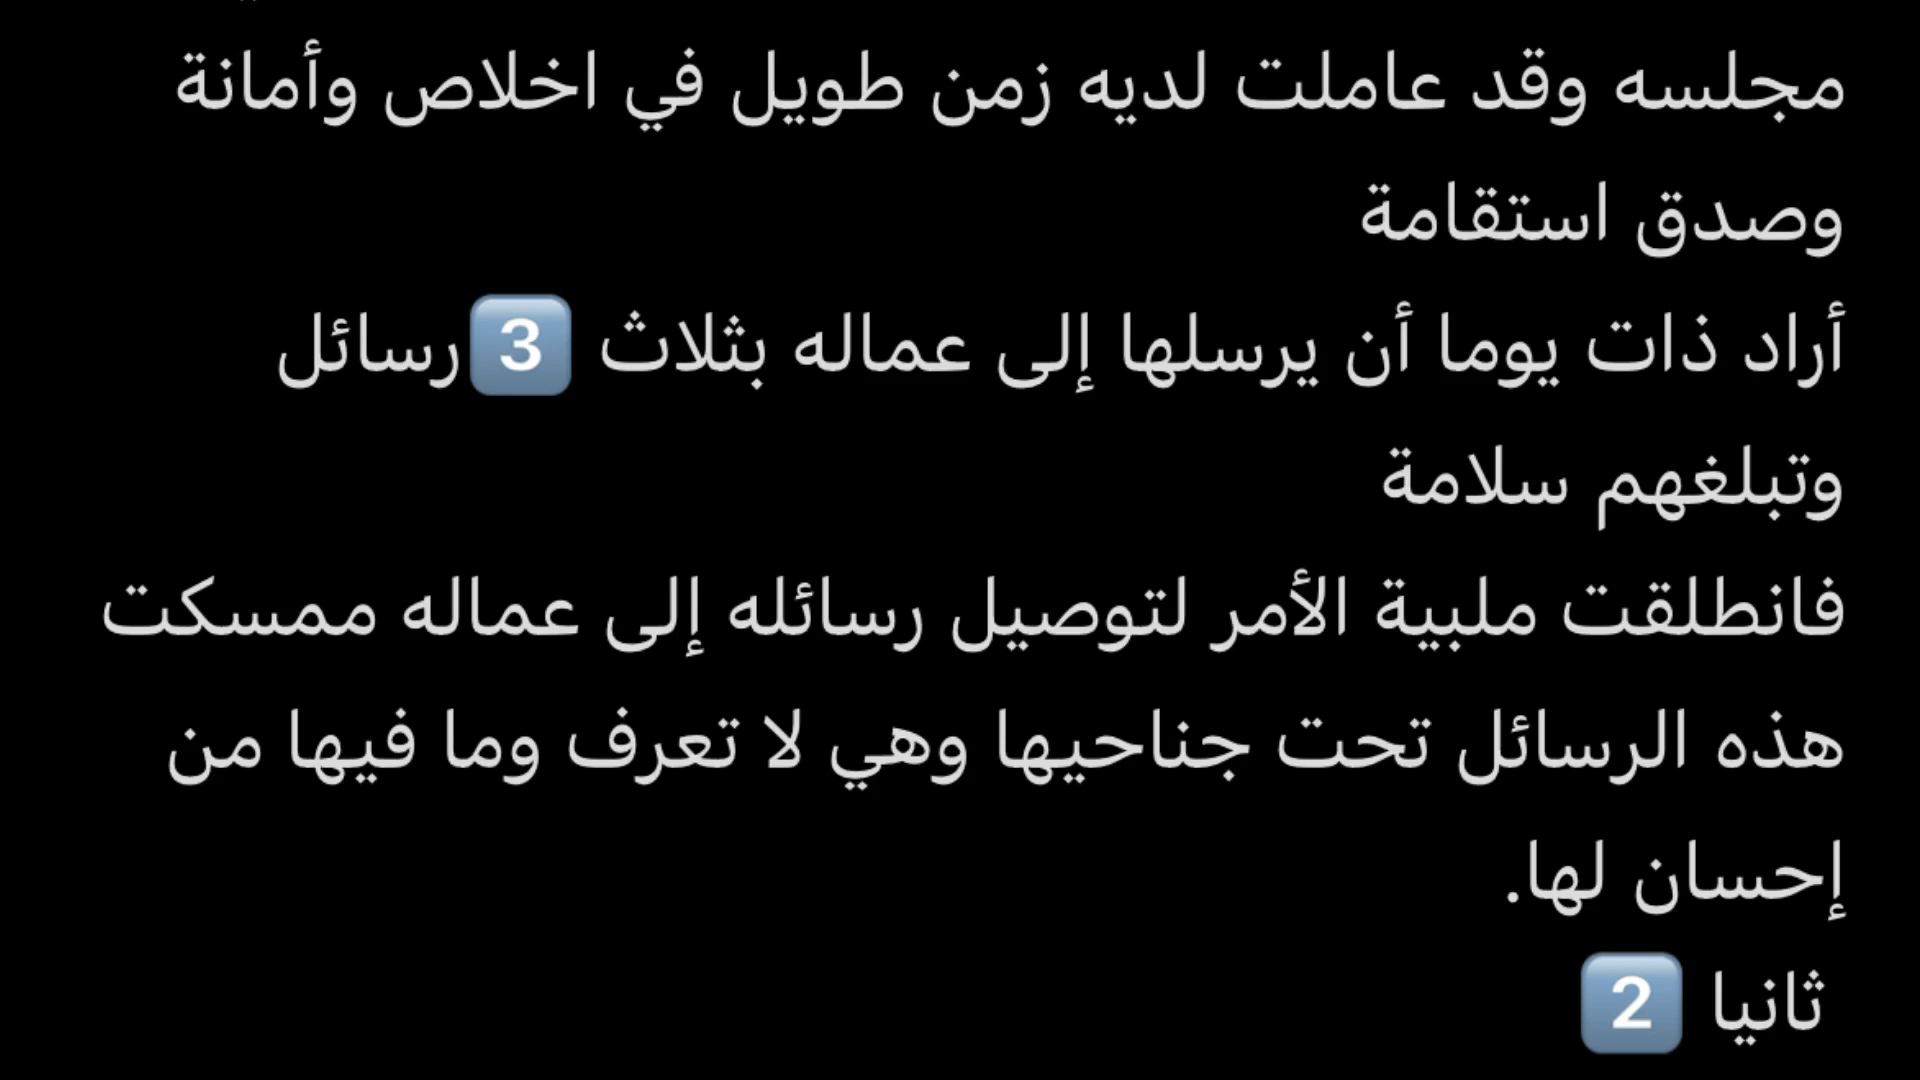 مجلسه وقد عاملت لديه زمن طويل في اخلاص وأمانة
وصدق استقامة
أراد ذات يوما أن يرسلها إلى عماله بثلاث 3️⃣رسائل
وتبلغهم سلامة
فانطلقت ملبية الأمر لتوصيل رسائله إلى عماله ممسكت
هذه الرسائل تحت جناحيها وهي لا تعرف وما فيها من
إحسان لها.
ثانيا 2️⃣